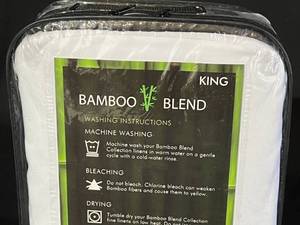 KING
BAMBOO BLEND
WASHING INSTRUCTIONS
MACHINE WASHING
Machine wash your Bamboo Blend
Collection linens in warm water on a gentle
cycle with a cold-water rinse.
BLEACHING
Do not bleach. Chlorine bleach can weaken
Bamboo fibers and cause them to yellow.
DRYING
Tumble dry your Bamboo Blend Collection
fine linens on low heat. Do not